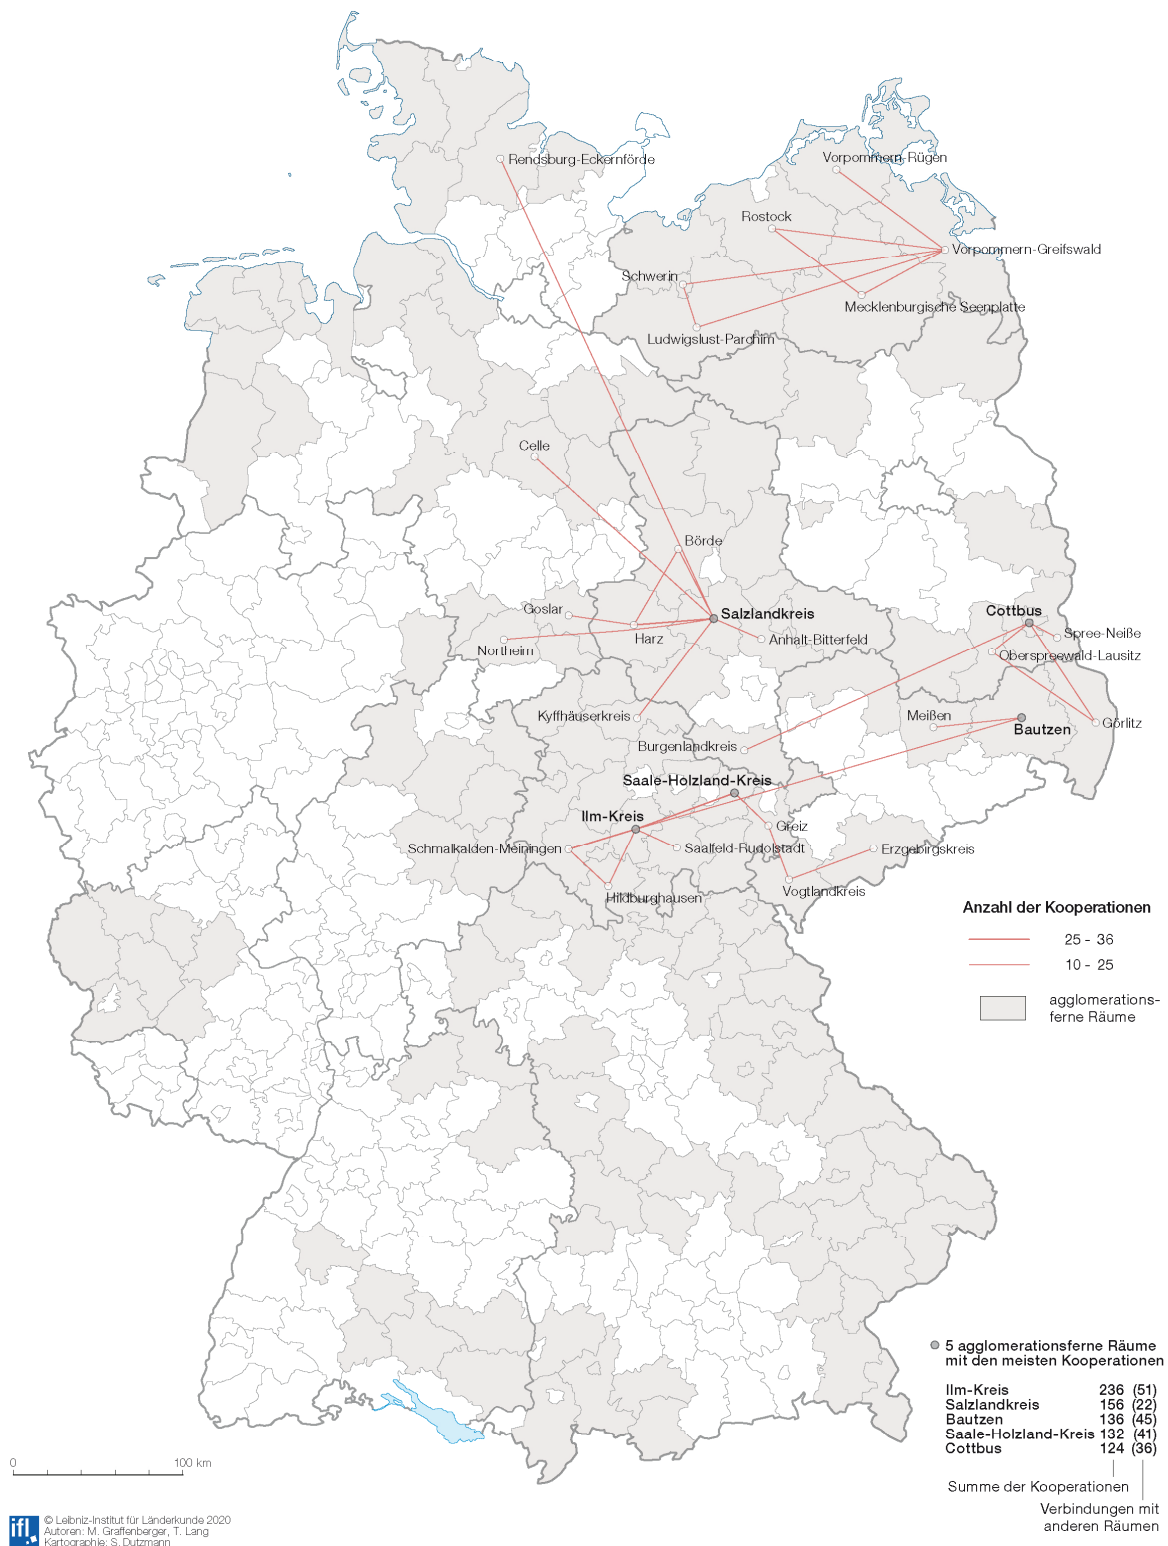 Rendsburg-Eckernförde
Vorpommern-Rügen
Rostock
Vorpommern-Greifswald
Schwerin
Mecklenburgische Seenplatte
Ludwigslust-Parchim
Celle
Börde
Goslar
Salzlandkreis
Cottbus
Spree-Neiße
Harz
Anhalt-Bitterfeld
Northeim
Oberspreewald-Lausitz
Kyffhäuserkreis
Meißen
Görlitz
Bautzen
Burgenlandkreis
Saale-Holzland-Kreis
Ilm-Kreis
Greiz
Schmalkalden-Meiningen
Saalfeld-Rudolstadt
Erzgebirgskreis
Vogtlandkreis
Hildburghausen
Anzahl der Kooperationen
25 - 36
10 - 25
agglomerations-
ferne Räume
5 agglomerationsferne Räume
mit den meisten Kooperationen
Ilm-Kreis 236 (51)
Salzlandkreis 156 (22)
Bautzen 136 (45)
Saale-Holzland-Kreis 132 (41)
Cottbus 124 (36)
Summe der Kooperationen
Verbindungen mit
anderen Räumen
0 100 km
ifl
© Leibniz-Institut für Länderkunde 2020
Autoren: M. Graffenberger, T. Lang
Kartographie: S. Dutzmann